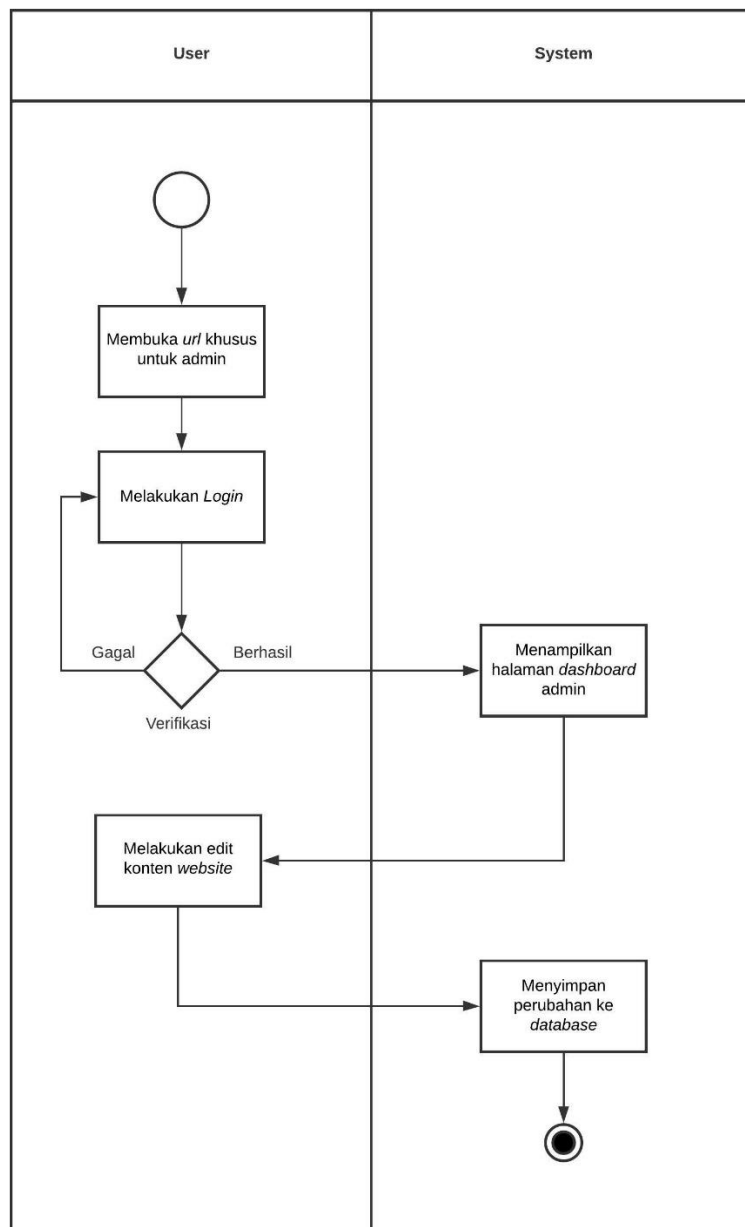 User
System
Membuka url khusus
untuk admin
Melakukan Login
Gagal
Berhasil
Verifikasi
Menampilkan
halaman dashboard
admin
Melakukan edit
konten website
Menyimpan
perubahan ke
database